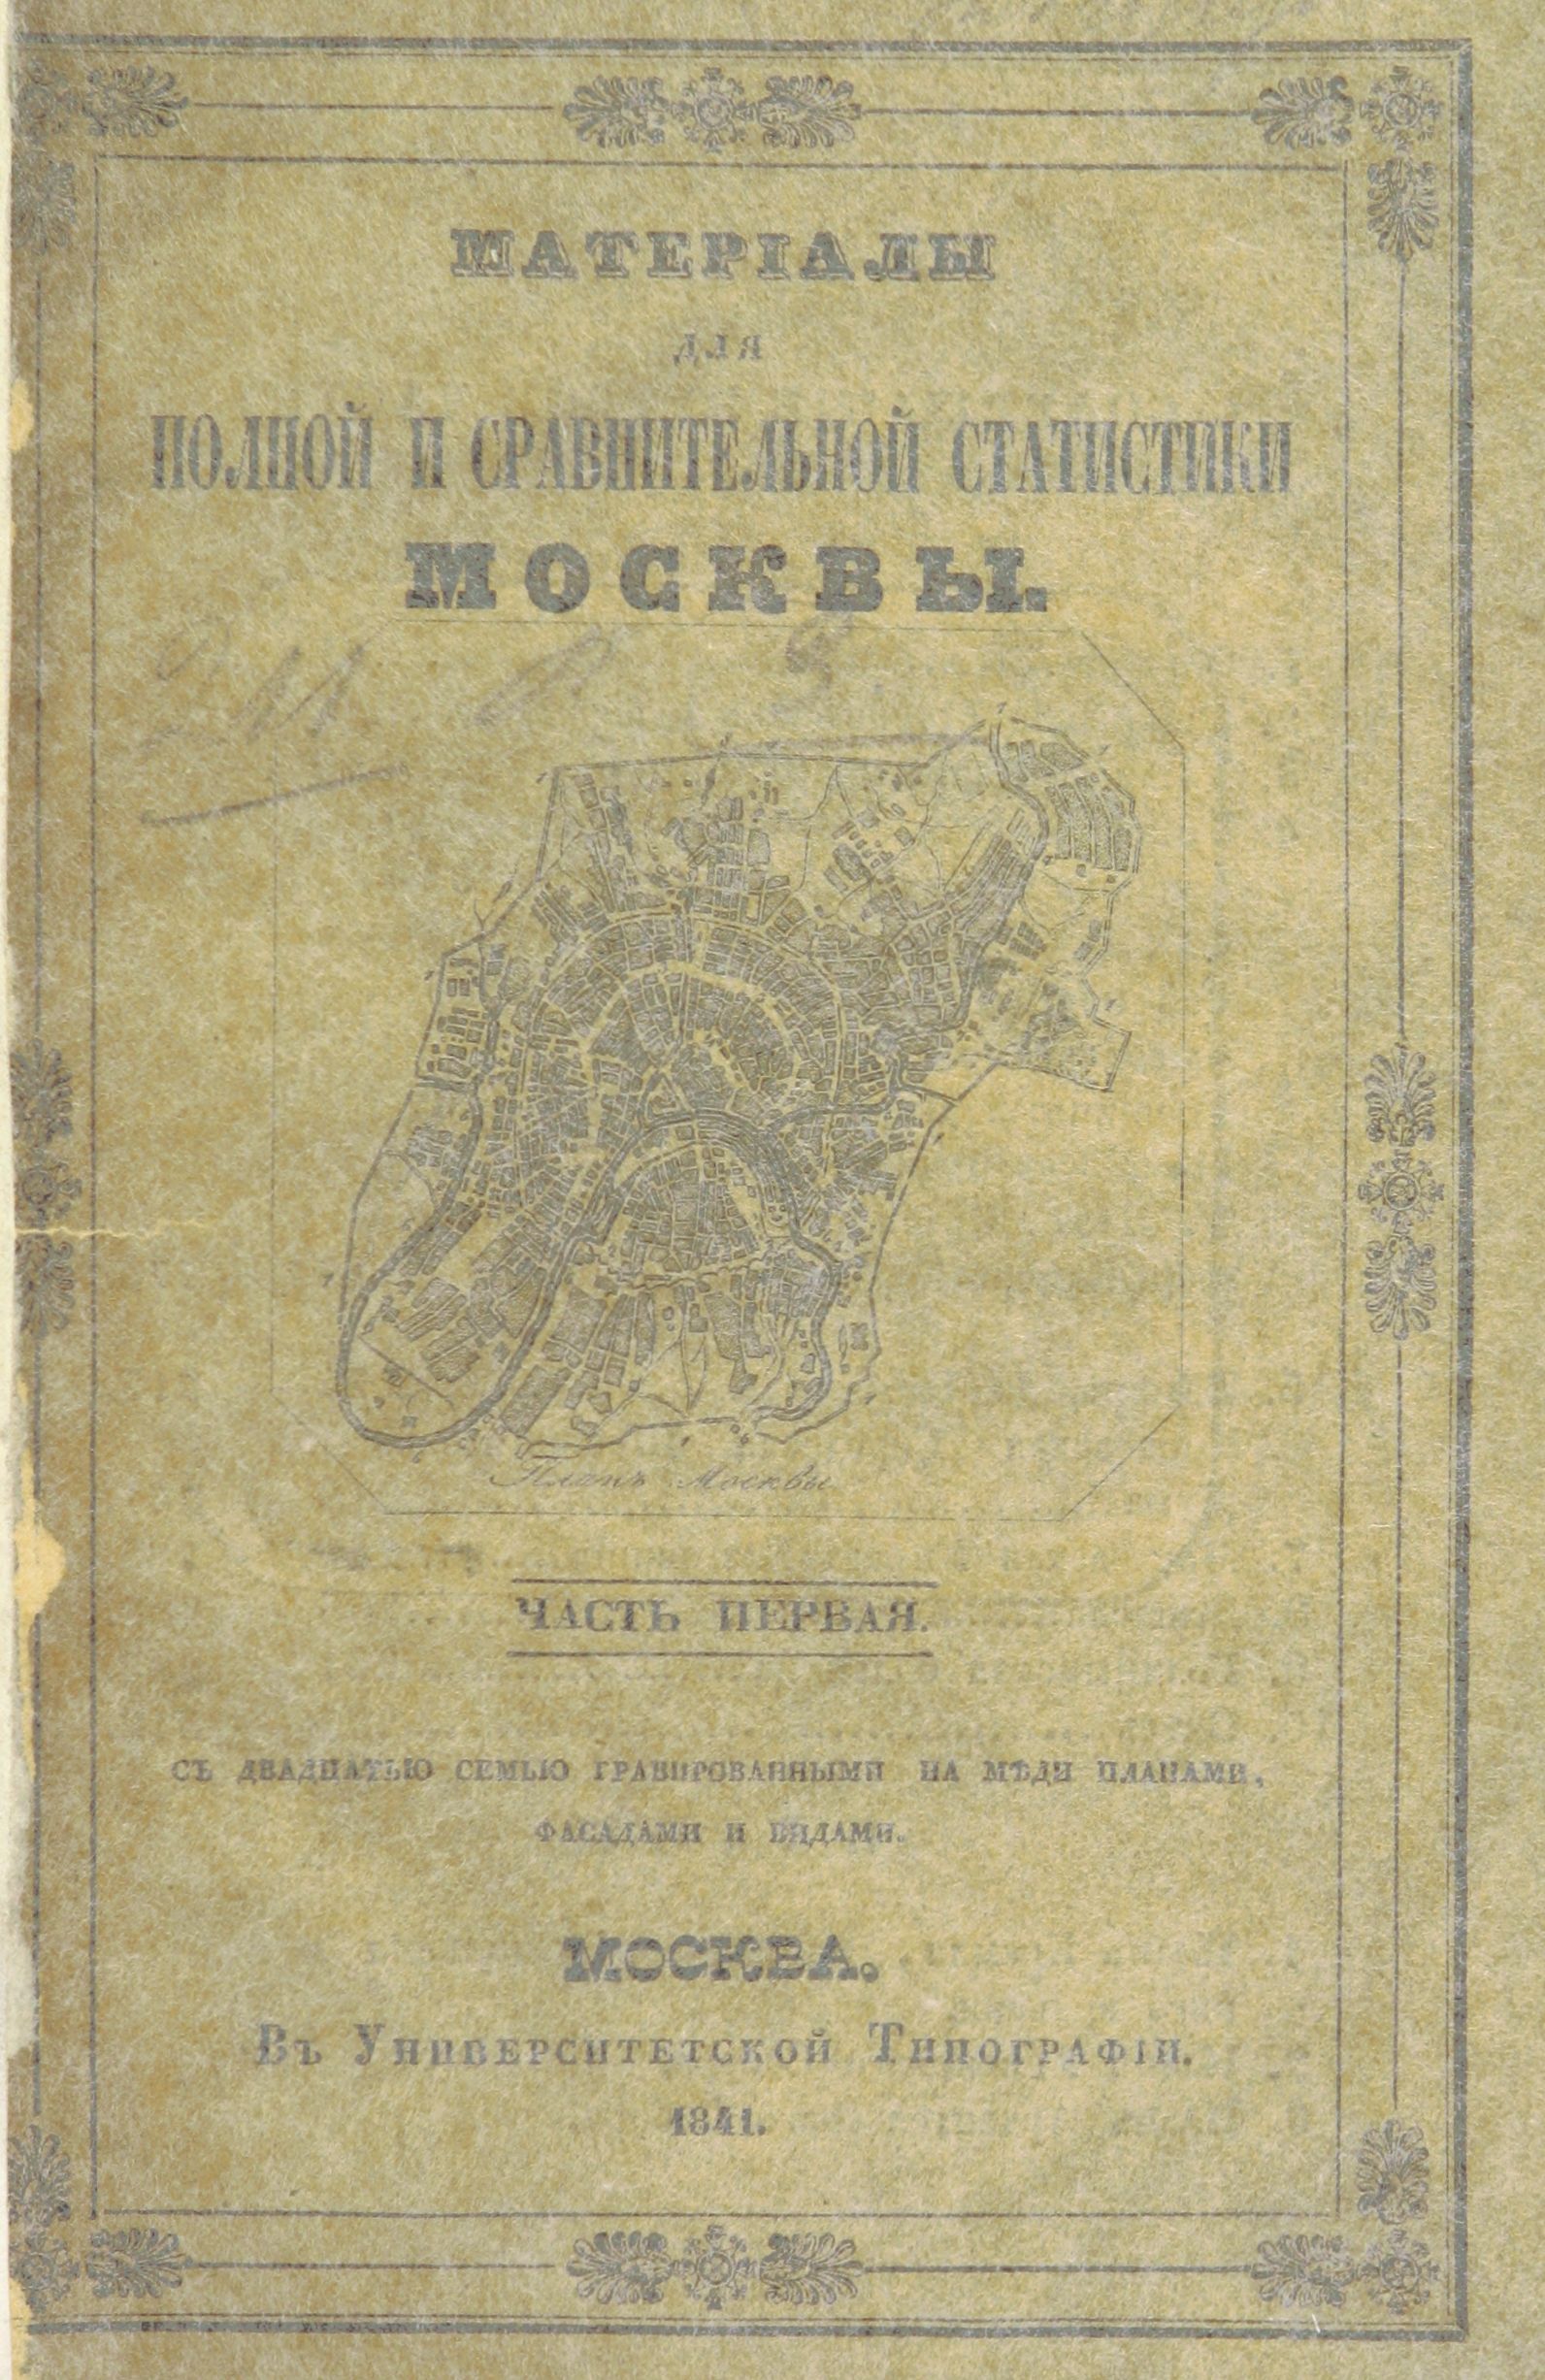 МАТЕРІАЛЫ
ДЛЯ
ПОЛНОЙ И СРАВНИТЕЛЬНОЙ СТАТИСТИКИ
МОСКВЫ.
Планъ Москвы
ЧАСТЬ ПЕРВАЯ.
СЪ ДВАДЦАТЬЮ СЕМЬЮ ГРАВИРОВАННЫМИ НА МѢДИ ПЛАНАМИ,
ФАСАДАМИ И ВИДАМИ.
МОСКВА.
Въ Университетской Типографіи.
1841.